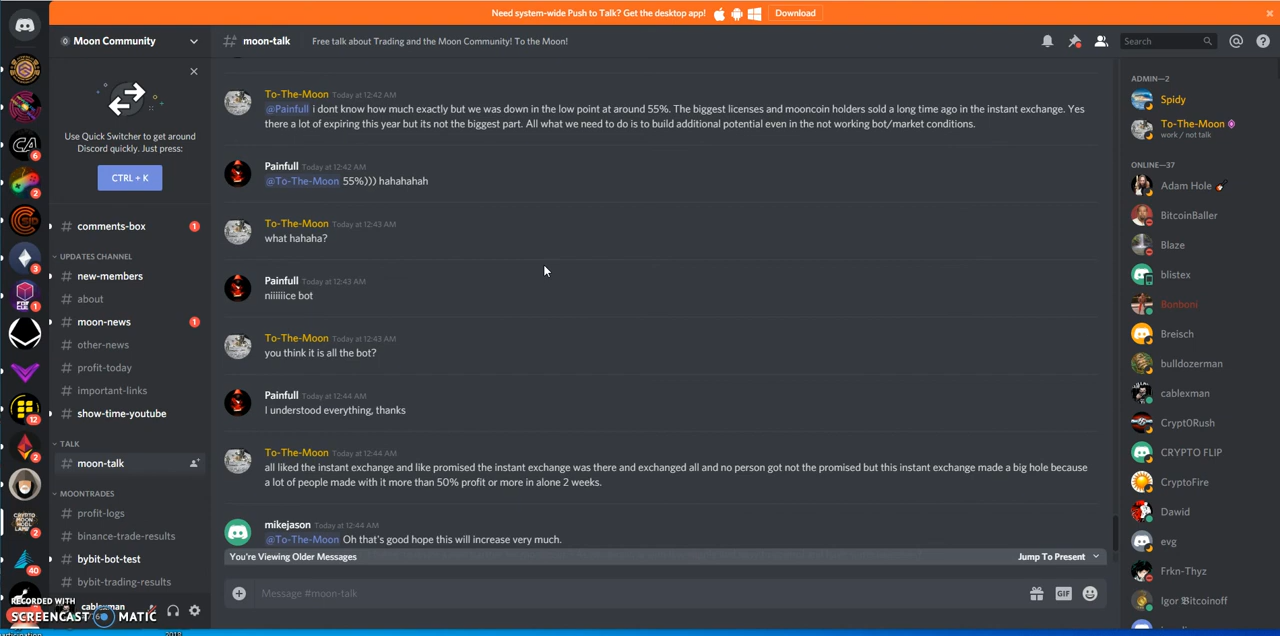 Need system-wide Push to Talk? Get the desktop app! Download
Moon Community
# moon-talk Free talk about Trading and the Moon Community! To the Moon! Search
Use Quick Switcher to get around
Discord quickly. Just press:
CTRL + K
# comments-box 1
UPDATES CHANNEL
# new-members
# about
# moon-news 1
# other-news
# profit-today
# important-links
# show-time-youtube
TALK
# moon-talk
MOONTRADES
# profit-logs
# binance-trade-results
# bybit-bot-test
# bybit-trading-results
cablexman
6
2
3
1
12
2
2
40
CRYPTO
MOON
To-The-Moon Today at 12:42 AM
@Painfull i dont know how much exactly but we was down in the low point at around 55%. The biggest licenses and mooncoin holders sold a long time ago in the instant exchange. Yes
there a lot of expiring this year but its not the biggest part. All what we need to do is to build additional potential even in the not working bot/market conditions.
Painfull Today at 12:42 AM
@To-The-Moon 55%))) hahahahah
To-The-Moon Today at 12:43 AM
what hahaha?
Painfull Today at 12:43 AM
niiiiiice bot
To-The-Moon Today at 12:43 AM
you think it is all the bot?
Painfull Today at 12:44 AM
I understood everything, thanks
To-The-Moon Today at 12:44 AM
all liked the instant exchange and like promised the instant exchange was there and exchanged all and no person got not the promised but this instant exchange made a big hole because
a lot of people made with it more than 50% profit or more in alone 2 weeks.
mikejason Today at 12:44 AM
@To-The-Moon Oh that's good hope this will increase very much.
You're Viewing Older Messages Jump To Present
Message #moon-talk GIF
ADMIN—2
Spidy
To-The-Moon
work / not talk
ONLINE—37
Adam Hole
BitcoinBaller
Blaze
blistex
Bonboni
Breisch
bulldozerman
cablexman
Crypt0Rush
CRYPTO FLIP
CryptoFire
Dawid
evg
Frkn-Thyz
Igor Bitcoinoff
RECORDED WITH
SCREENCAST MATIC
2018